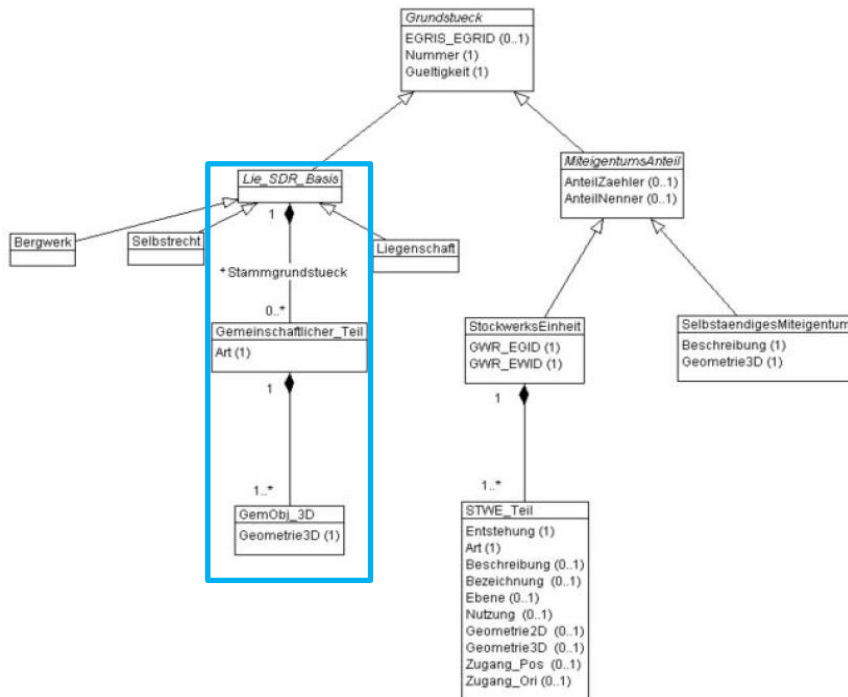 Grundstueck
EGRIS_EGRID (0..1)
Nummer (1)
Gueltigkeit (1)
Lie_SDR_Basis
MiteigentumsAnteil
AnteilZaehler (0..1)
AnteilNenner (0..1)
1
Bergwerk
Selbstrecht
Liegenschaft
*Stammgrundstueck
0..*
Gemeinschaftlicher_Teil
Art (1)
StockwerksEinheit
GWR_EGID (1)
GWR_EWID (1)
SelbstaendigesMiteigentum
Beschreibung (1)
Geometrie3D (1)
1
1
1..*
1..*
GemObj_3D
Geometrie3D (1)
STWE_Teil
Entstehung (1)
Art (1)
Beschreibung (0..1)
Bezeichnung (0..1)
Ebene (0..1)
Nutzung (0..1)
Geometrie2D (0..1)
Geometrie3D (0..1)
Zugang_Pos (0..1)
Zugang_Ori (0..1)